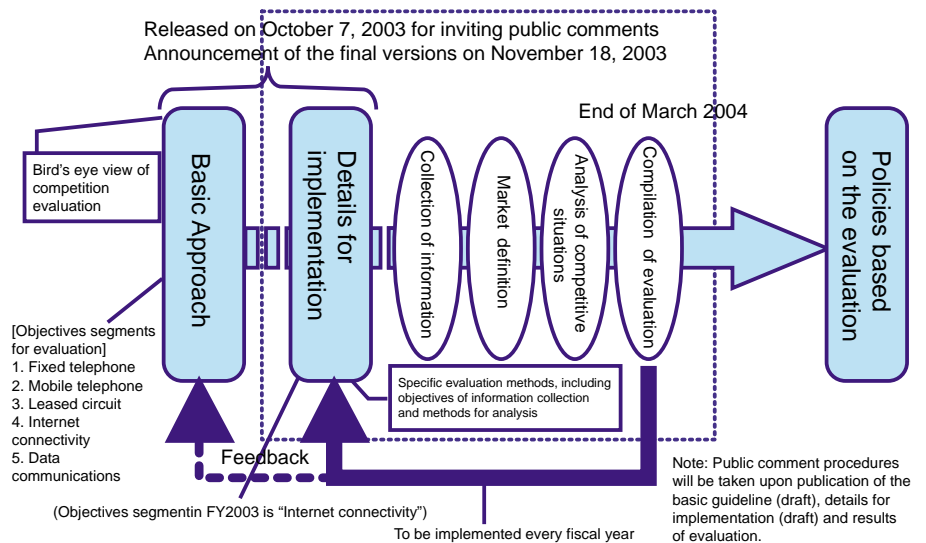 Released on October 7, 2003 for inviting public comments
Announcement of the final versions on November 18, 2003
End of March 2004
Bird's eye view of
competition
evaluation
Basic Approach
Details for
implementation
Collection of information
Market definition
Analysis of competitive
situations
Compilation of evaluation
Policies based
on the evaluation
[Objectives segments
for evaluation]
1. Fixed telephone
2. Mobile telephone
3. Leased circuit
4. Internet
connectivity
5. Data
communications
Specific evaluation methods, including
objectives of information collection
and methods for analysis
Feedback
(Objectives segmentin FY2003 is “Internet connectivity”)
To be implemented every fiscal year
Note: Public comment procedures
will be taken upon publication of the
basic guideline (draft), details for
implementation (draft) and results
of evaluation.